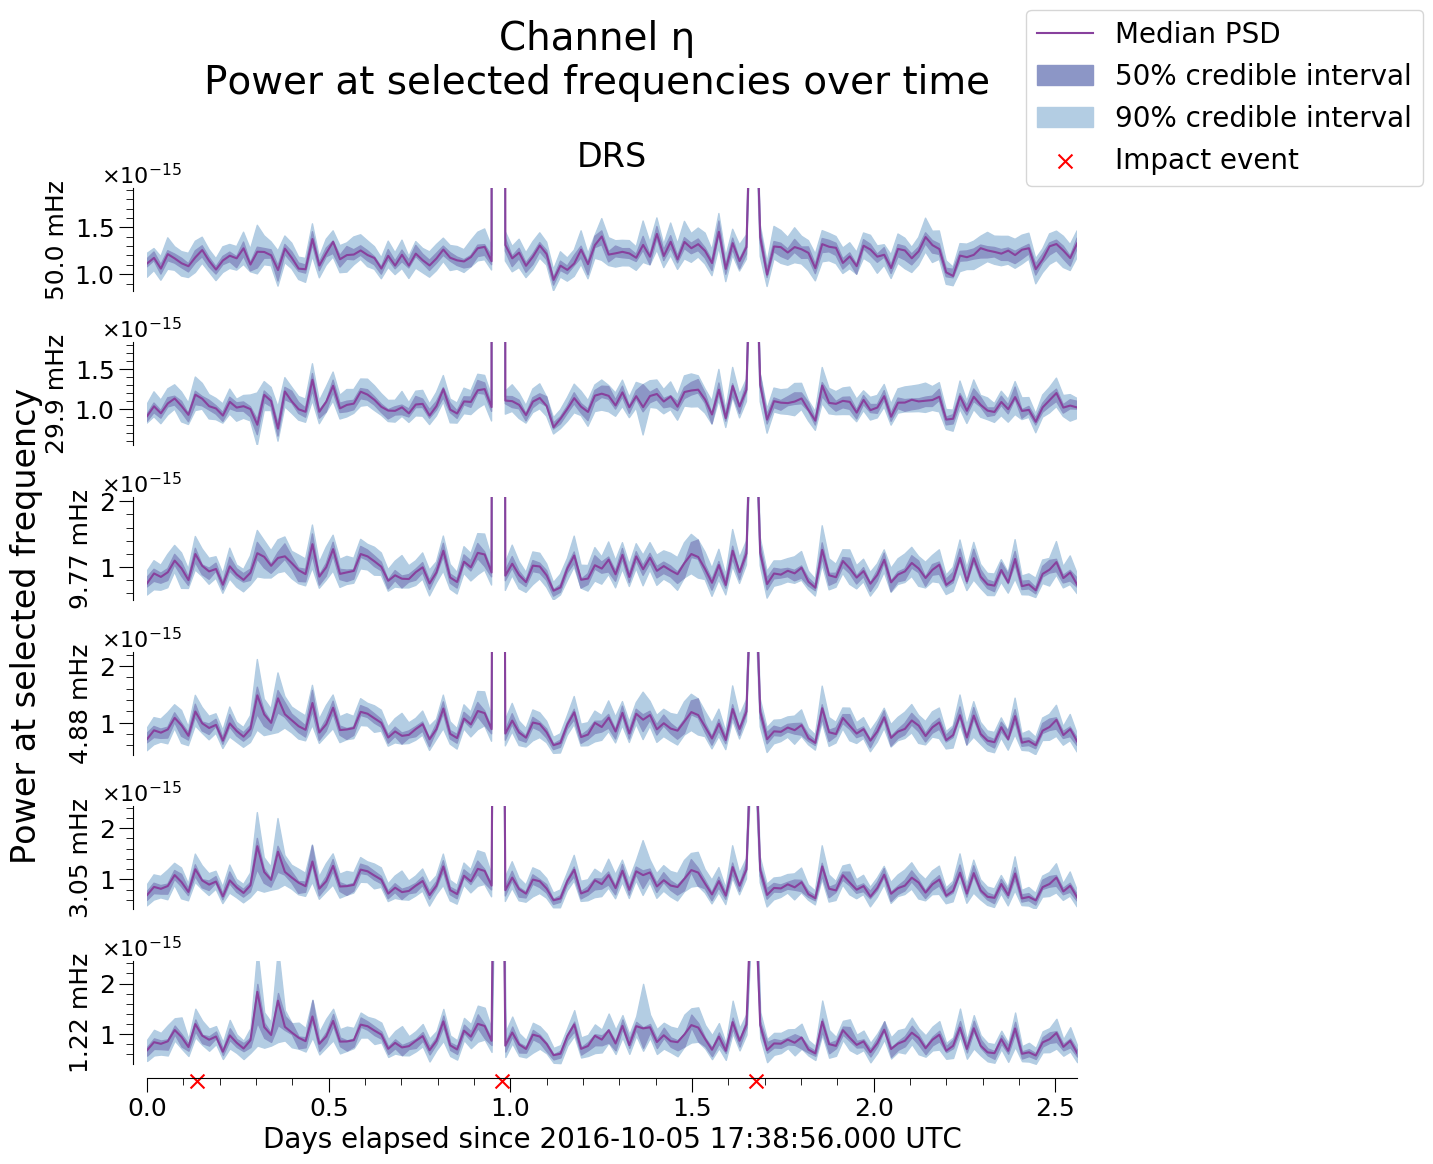 Channel η
Power at selected frequencies over time
Median PSD
50% credible interval
90% credible interval
Impact event
DRS
Power at selected frequency
×10⁻¹⁵
50.0 mHz
1.5
1.0
×10⁻¹⁵
29.9 mHz
1.5
1.0
×10⁻¹⁵
9.77 mHz
2
1
×10⁻¹⁵
4.88 mHz
2
1
×10⁻¹⁵
3.05 mHz
2
1
×10⁻¹⁵
1.22 mHz
2
1
0.0 0.5 1.0 1.5 2.0 2.5
Days elapsed since 2016-10-05 17:38:56.000 UTC